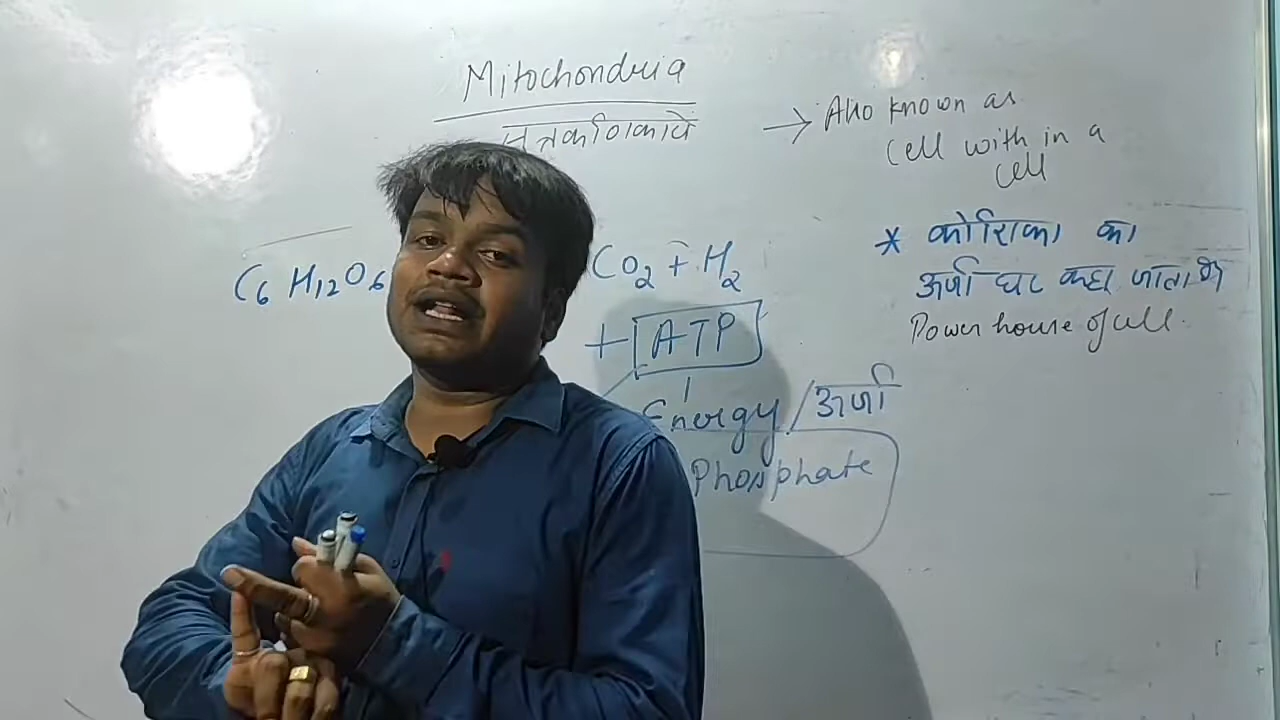 Mitochondria
→ Also known as
cell with in a
cell
* कोशिका का
ऊर्जा घर कहा जाता है
Power house of cell.
C6 H12 O6
CO2 + H2
+ ATP
Energy / ऊर्जा
Phosphate